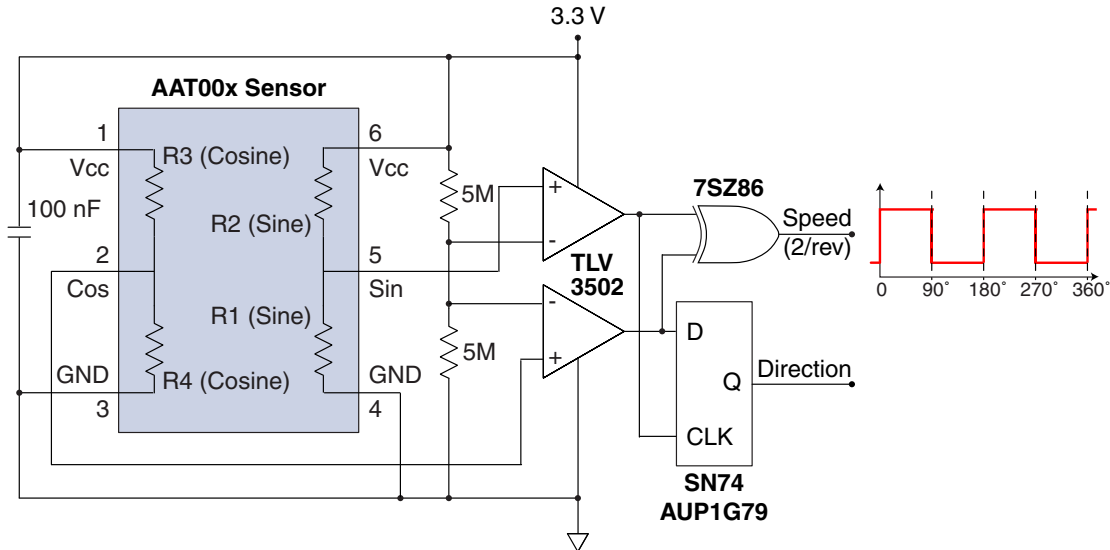 3.3 V
AAT00x Sensor
1
Vcc
R3 (Cosine)
6
Vcc
100 nF
R2 (Sine)
5M
2
Cos
5
Sin
R1 (Sine)
GND
3
R4 (Cosine)
GND
4
5M
+
-
TLV
3502
-
+
7SZ86
Speed
(2/rev)
D
Q
CLK
Direction
SN74
AUP1G79
0 90° 180° 270° 360°